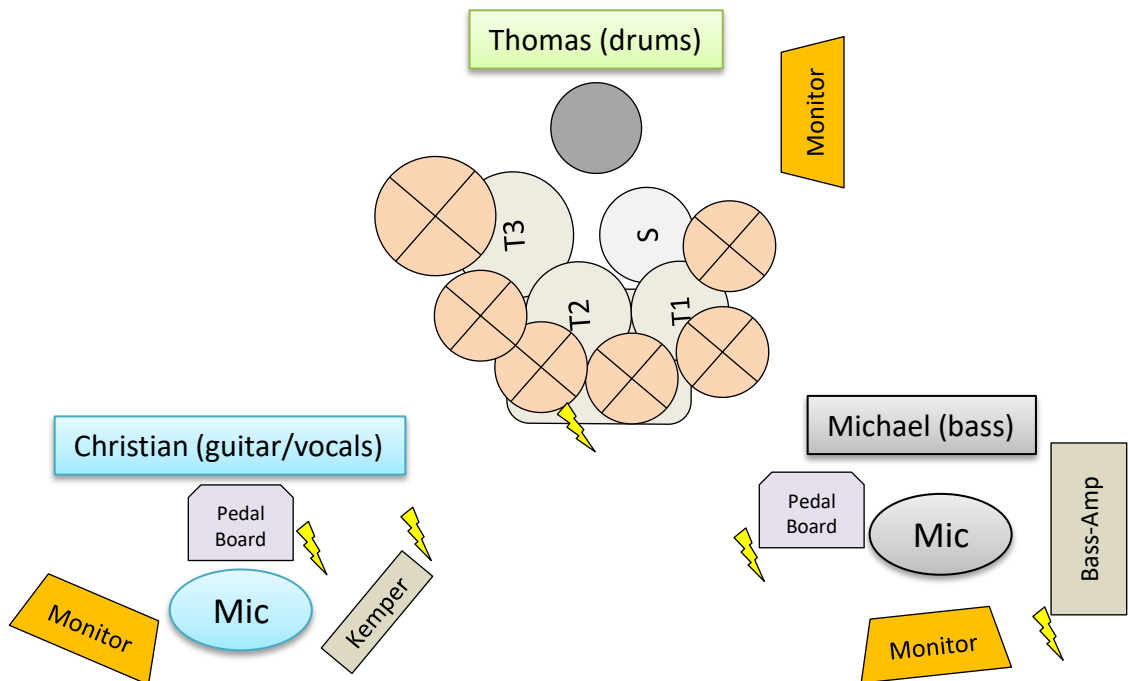 Thomas (drums)
Monitor
T3
S
T2
T1
Christian (guitar/vocals)
Michael (bass)
Pedal
Board
Pedal
Board
Mic
Bass-Amp
Mic
Kemper
Monitor
Monitor